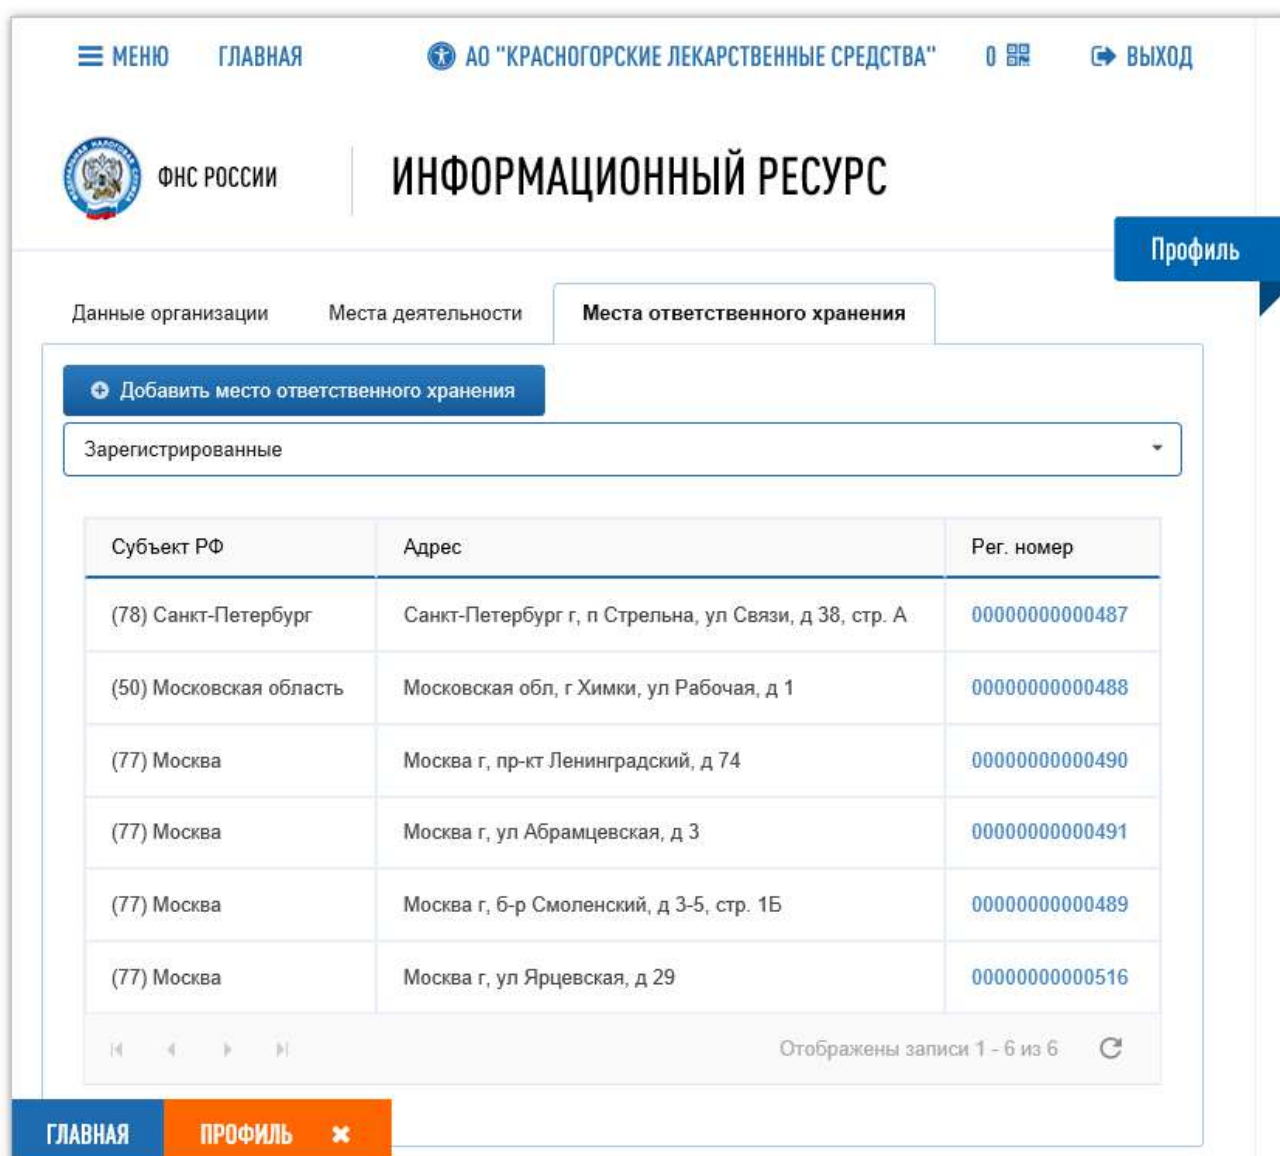 МЕНЮ ГЛАВНАЯ АО "КРАСНОГОРСКИЕ ЛЕКАРСТВЕННЫЕ СРЕДСТВА" 0 ВЫХОД
ФНС РОССИИ ИНФОРМАЦИОННЫЙ РЕСУРС
Профиль
Данные организации Места деятельности Места ответственного хранения
Добавить место ответственного хранения
Зарегистрированные
Субъект РФ Адрес Рег. номер
(78) Санкт-Петербург Санкт-Петербург г, п Стрельна, ул Связи, д 38, стр. А 00000000000487
(50) Московская область Московская обл, г Химки, ул Рабочая, д 1 00000000000488
(77) Москва Москва г, пр-кт Ленинградский, д 74 00000000000490
(77) Москва Москва г, ул Абрамцевская, д 3 00000000000491
(77) Москва Москва г, б-р Смоленский, д 3-5, стр. 1Б 00000000000489
(77) Москва Москва г, ул Ярцевская, д 29 00000000000516
Отображены записи 1 - 6 из 6
ГЛАВНАЯ ПРОФИЛЬ